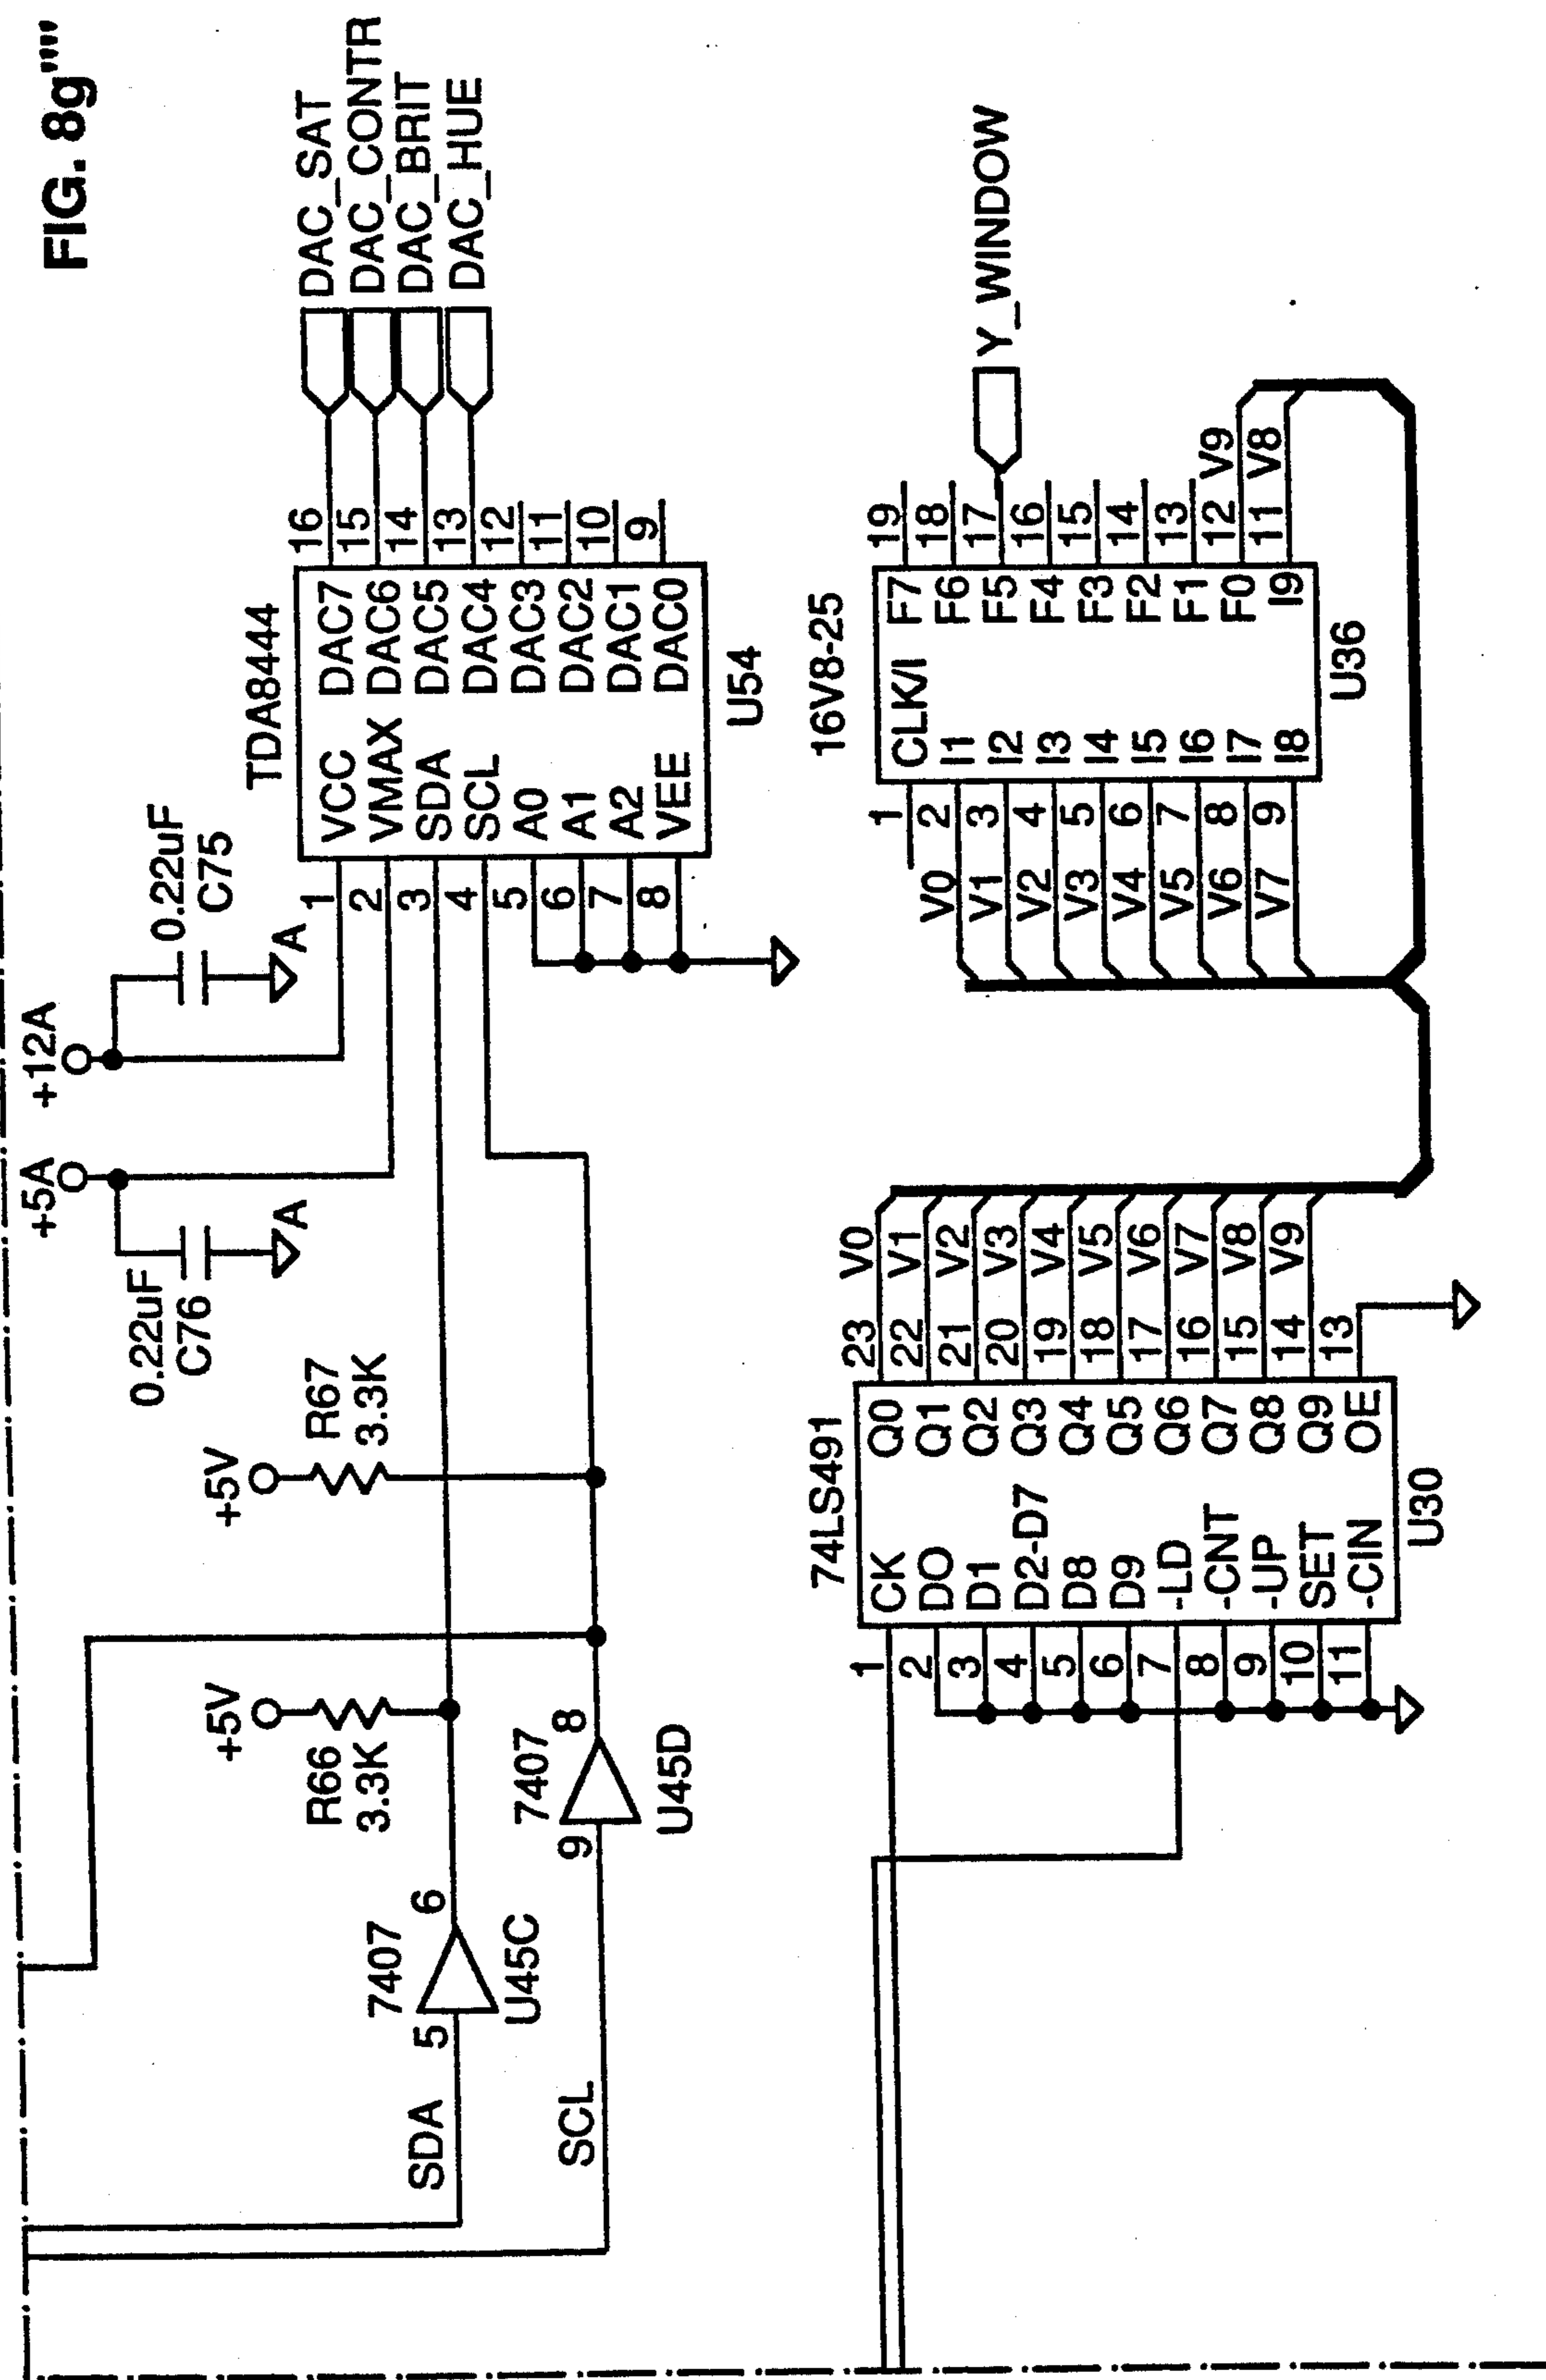 FIG. 8g'''''
+5A
+12A
0.22uF
C76
A
0.22uF
C75
A
+5V
R66
3.3K
+5V
R67
3.3K
SDA
5
7407
6
U45C
SCL
9
7407
8
U45D
TDA8444
1 VCC DAC7 16 DAC_SAT
2 VMAX DAC6 15 DAC_CONTR
3 SDA DAC5 14 DAC_BRIT
4 SCL DAC4 13 DAC_HUE
5 A0 DAC3 12
6 A1 DAC2 11
7 A2 DAC1 10
8 VEE DAC0 9
U54
74LS491
1 CK Q0 23 V0
2 DO Q1 22 V1
3 D1 Q2 21 V2
4 D2-D7 Q3 20 V3
5 D8 Q4 19 V4
6 D9 Q5 18 V5
7 -LD Q6 17 V6
8 -CNT Q7 16 V7
9 -UP Q8 15 V8
10 SET Q9 14 V9
11 -CIN OE 13
U30
16V8-25
1 CLK/I F7 19
V0 2 I1 F6 18
V1 3 I2 F5 17 Y_WINDOW
V2 4 I3 F4 16
V3 5 I4 F3 15
V4 6 I5 F2 14
V5 7 I6 F1 13
V6 8 I7 F0 12 V9
V7 9 I8 I9 11 V8
U36